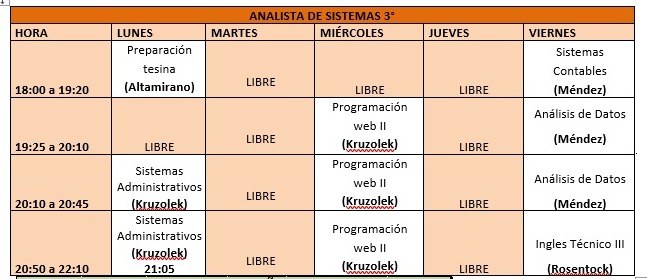 ANALISTA DE SISTEMAS 3°
HORA LUNES MARTES MIÉRCOLES JUEVES VIERNES
18:00 a 19:20
Preparación
tesina
(Altamirano)
LIBRE
LIBRE
LIBRE
Sistemas
Contables
(Méndez)
19:25 a 20:10
LIBRE
LIBRE
Programación
web II
(Kruzolek)
LIBRE
Análisis de Datos
(Méndez)
20:10 a 20:45
Sistemas
Administrativos
(Kruzolek)
LIBRE
Programación
web II
(Kruzolek)
LIBRE
Análisis de Datos
(Méndez)
20:50 a 22:10
Sistemas
Administrativos
(Kruzolek)
21:05
LIBRE
Programación
web II
(Kruzolek)
LIBRE
Ingles Técnico III
(Rosentock)